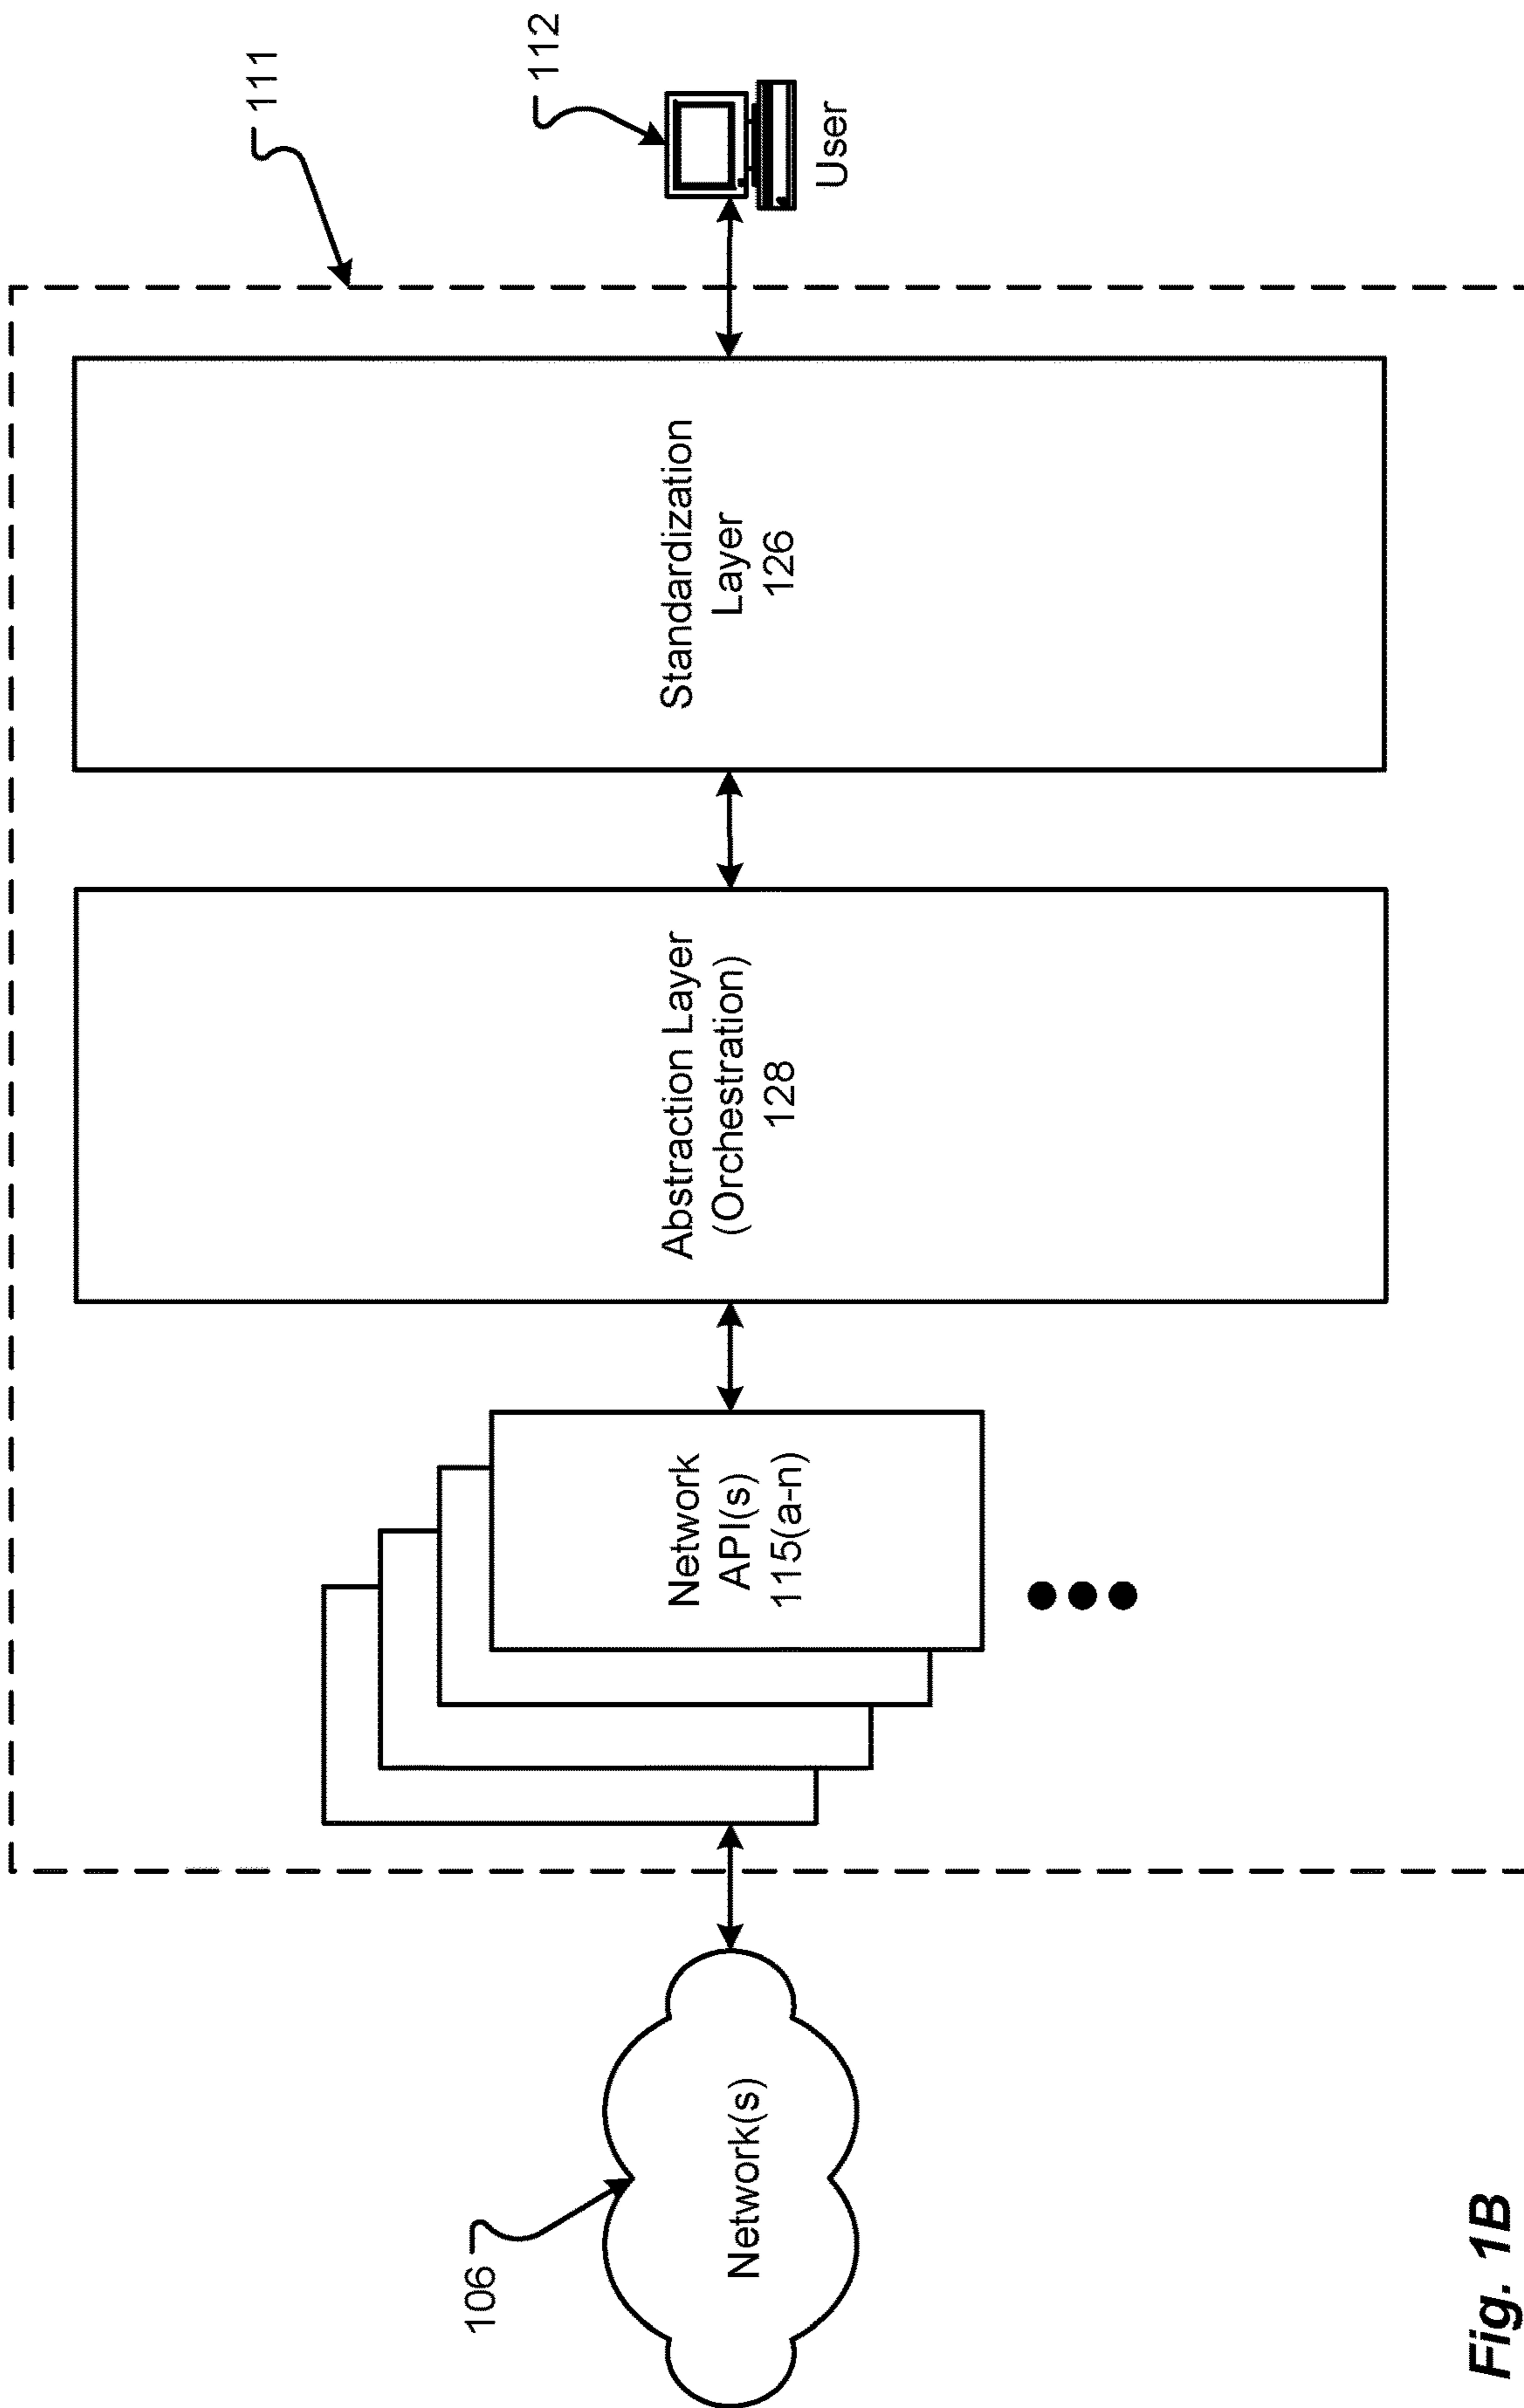 111
112
User
Standardization
Layer
126
Abstraction Layer
(Orchestration)
128
Network
API(s)
115(a-n)
106
Network(s)
Fig. 1B